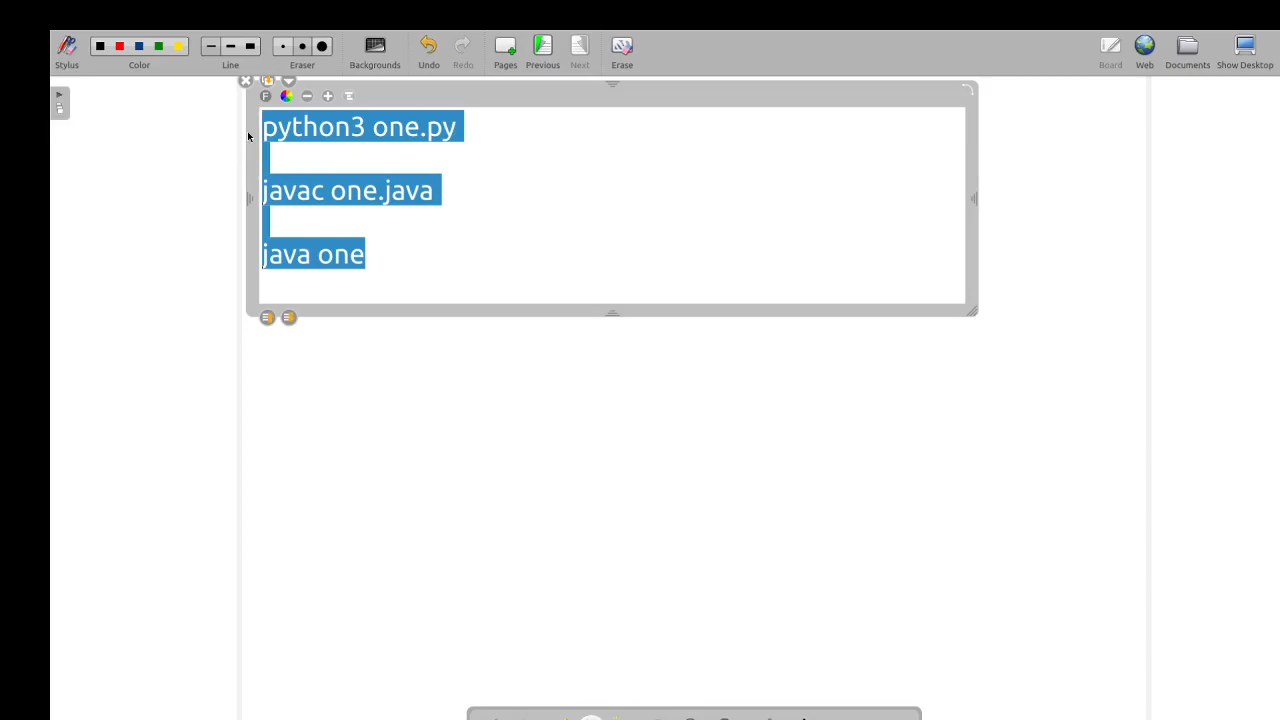 Stylus
Color
Line
Eraser
Backgrounds
Undo
Redo
Pages
Previous
Next
Erase
Board
Web
Documents
Show Desktop
F
python3 one.py
javac one.java
java one